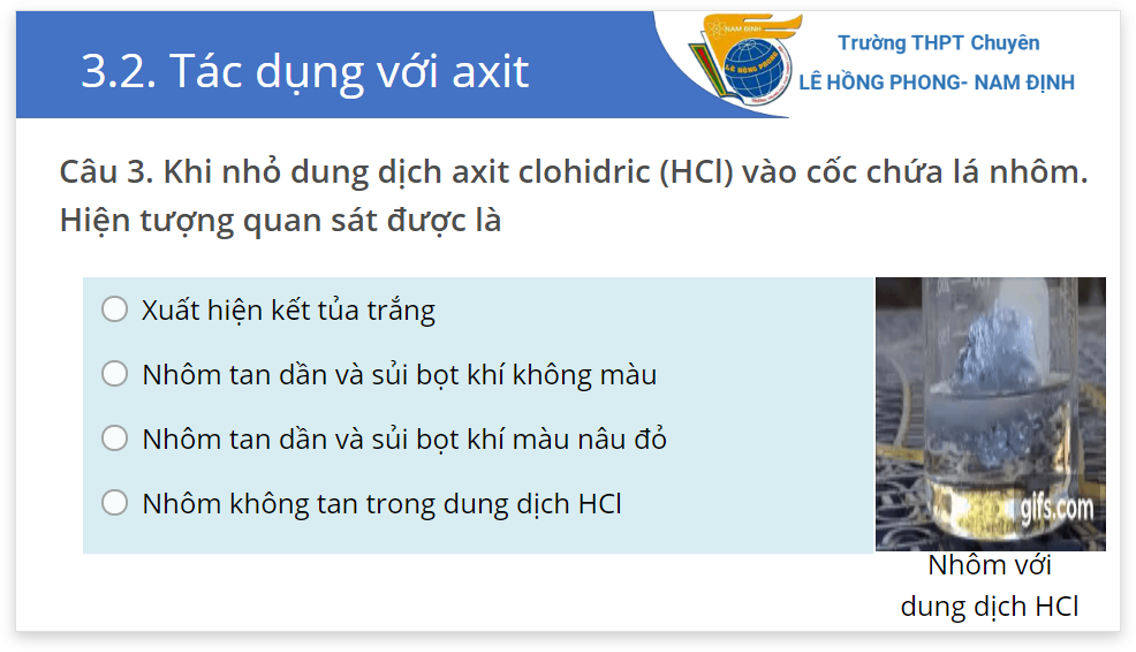 3.2. Tác dụng với axit
NAM ĐỊNH
LÊ HỒNG PHONG
Trường THPT Chuyên
LÊ HỒNG PHONG- NAM ĐỊNH
Câu 3. Khi nhỏ dung dịch axit clohidric (HCl) vào cốc chứa lá nhôm.
Hiện tượng quan sát được là
Xuất hiện kết tủa trắng
Nhôm tan dần và sủi bọt khí không màu
Nhôm tan dần và sủi bọt khí màu nâu đỏ
Nhôm không tan trong dung dịch HCl
gifs.com
Nhôm với
dung dịch HCl